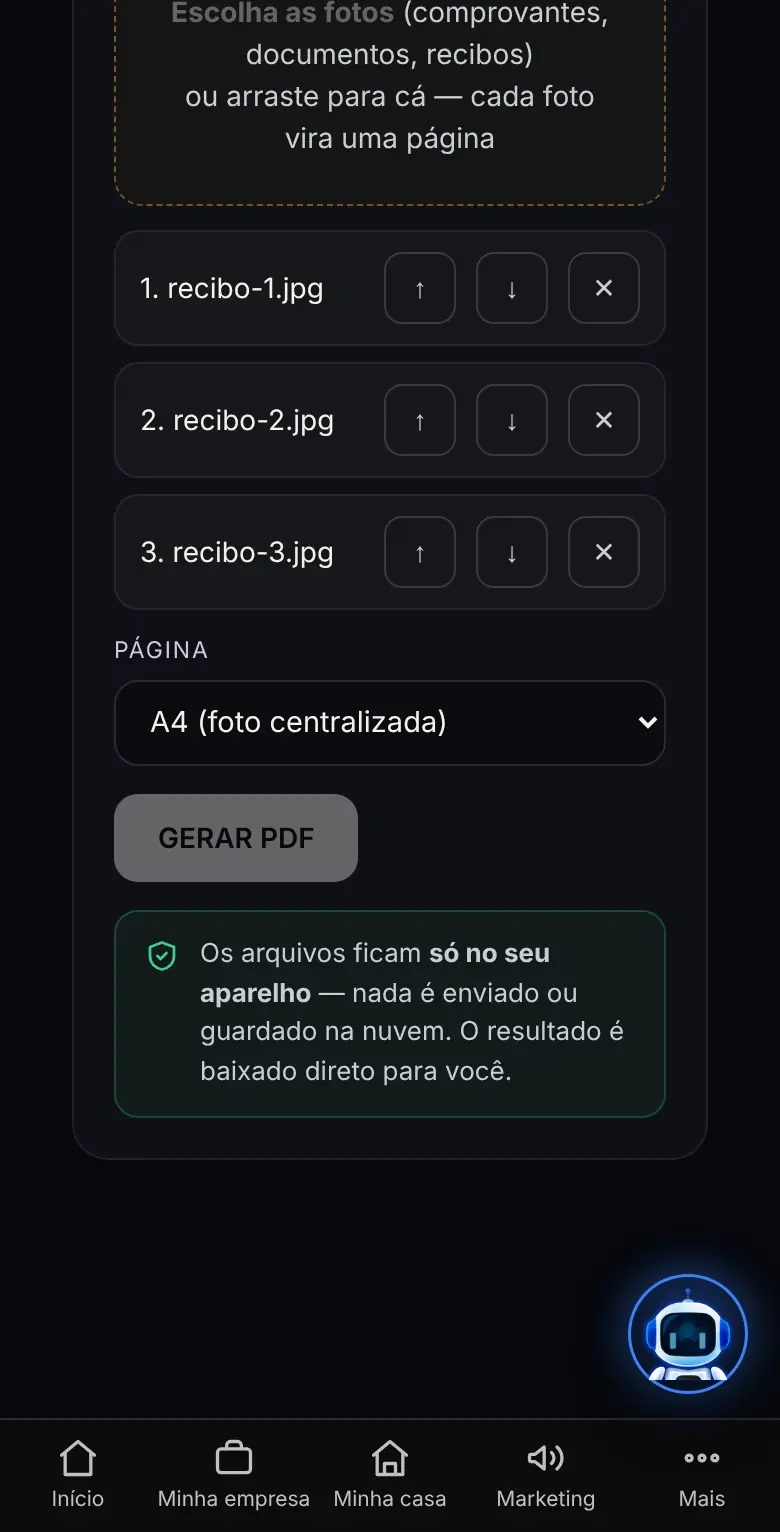 Escolha as fotos (comprovantes,
documentos, recibos)
ou arraste para cá — cada foto
vira uma página
1. recibo-1.jpg ↑ ↓ ✕
2. recibo-2.jpg ↑ ↓ ✕
3. recibo-3.jpg ↑ ↓ ✕
PÁGINA
A4 (foto centralizada)
GERAR PDF
Os arquivos ficam só no seu
aparelho — nada é enviado ou
guardado na nuvem. O resultado é
baixado direto para você.
Início Minha empresa Minha casa Marketing Mais